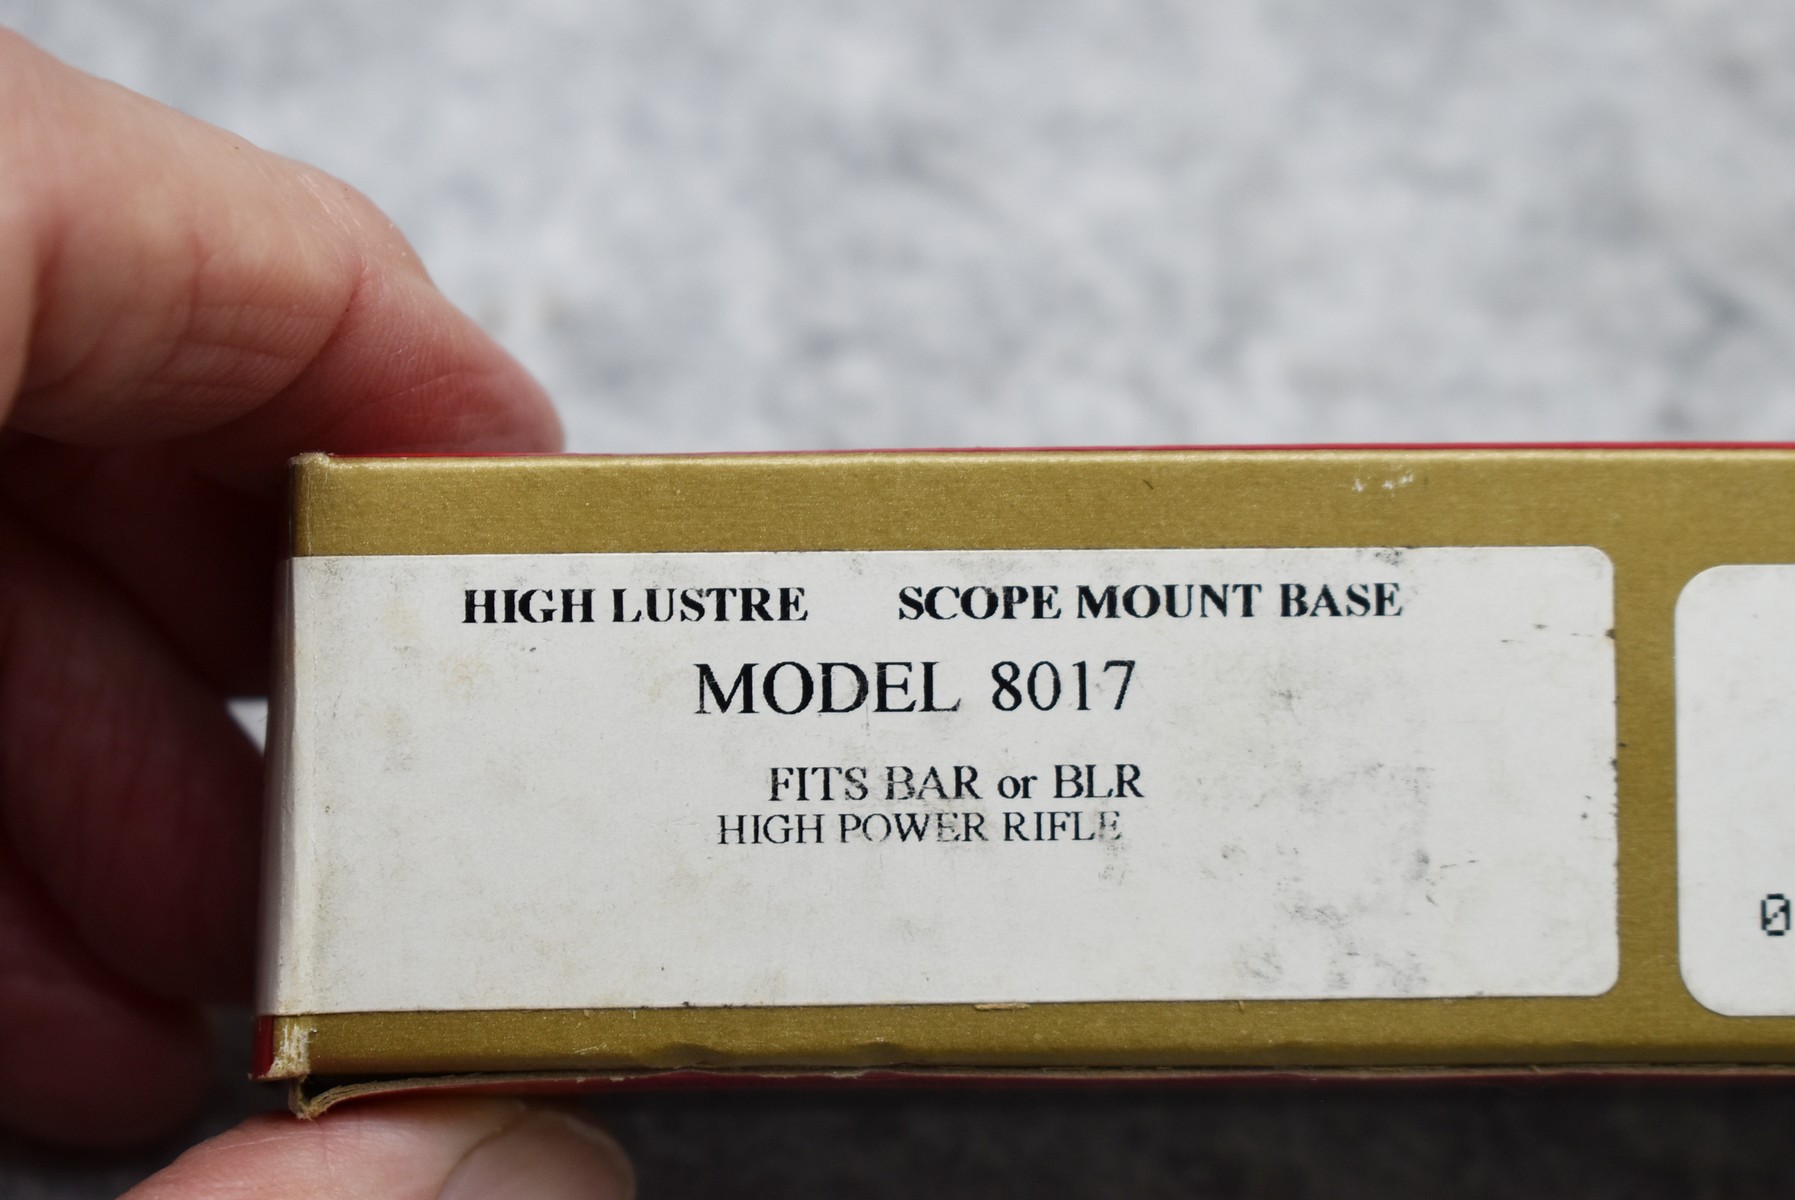 HIGH LUSTRE SCOPE MOUNT BASE
MODEL 8017
FITS BAR or BLR
HIGH POWER RIFLE
0